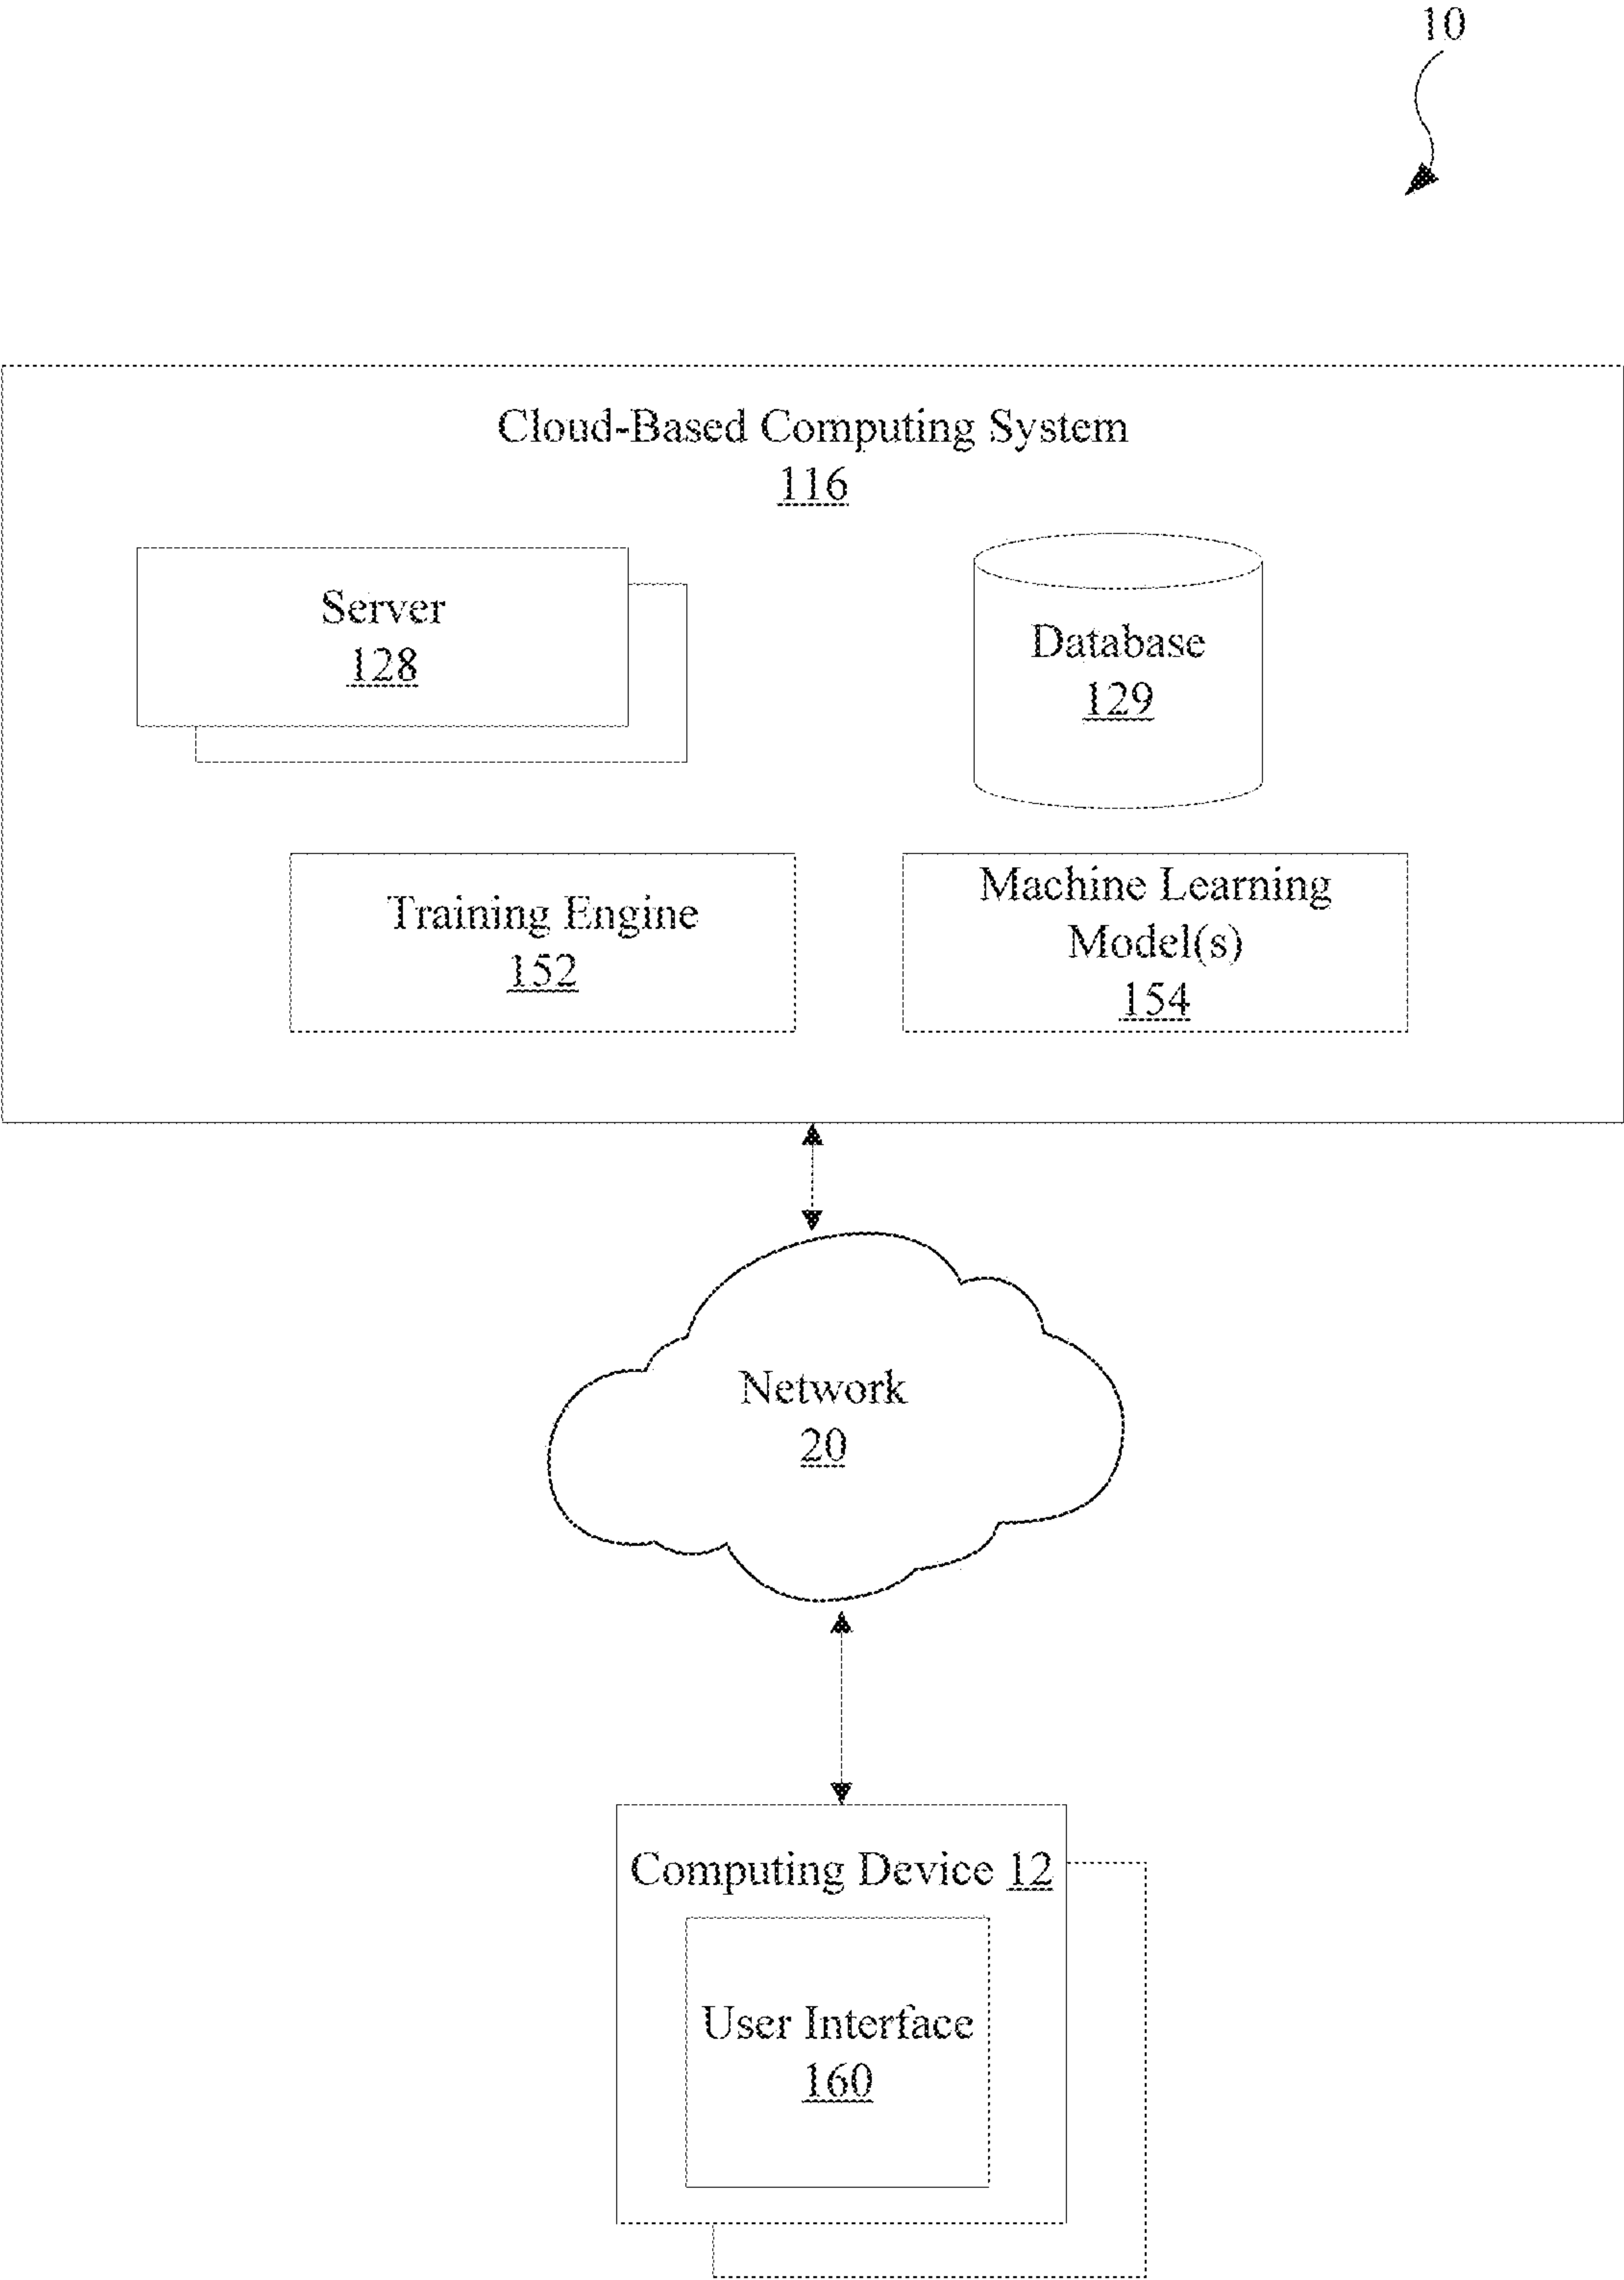 10
Cloud-Based Computing System
116
Server
128
Database
129
Training Engine
152
Machine Learning
Model(s)
154
Network
20
Computing Device 12
User Interface
160